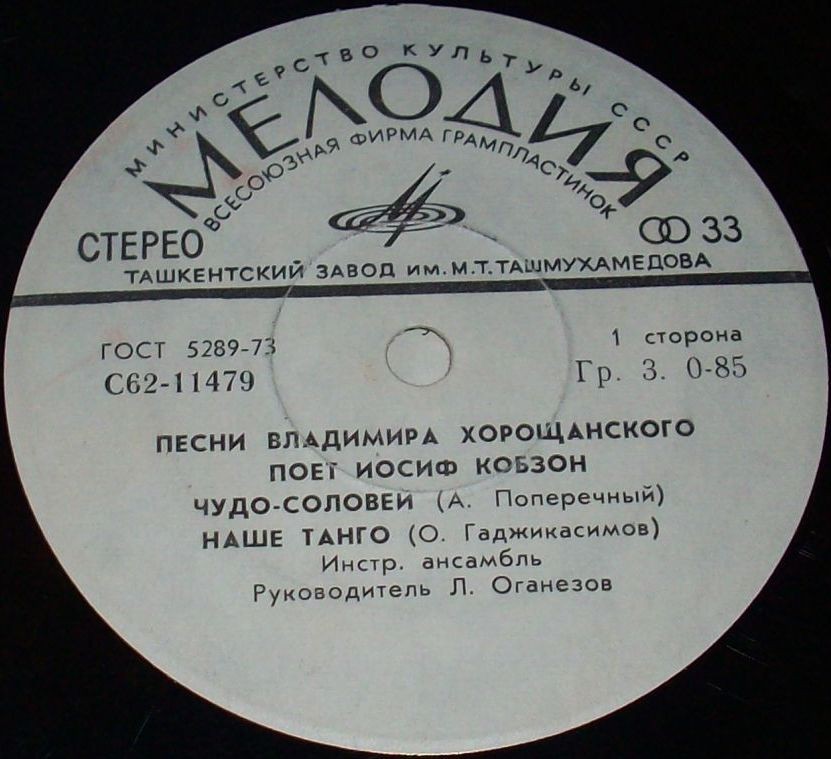 МИНИСТЕРСТВО КУЛЬТУРЫ СССР
МЕЛОДИЯ
ВСЕСОЮЗНАЯ ФИРМА ГРАМПЛАСТИНОК
СТЕРЕО
33
ТАШКЕНТСКИЙ ЗАВОД ИМ. М.Т. ТАШМУХАМЕДОВА
ГОСТ 5289-73
1 сторона
С62-11479
Гр. 3. 0-85
ПЕСНИ ВЛАДИМИРА ХОРОЩАНСКОГО
ПОЕТ ИОСИФ КОБЗОН
ЧУДО-СОЛОВЕЙ (А. Поперечный)
НАШЕ ТАНГО (О. Гаджикасимов)
Инстр. ансамбль
Руководитель Л. Оганезов